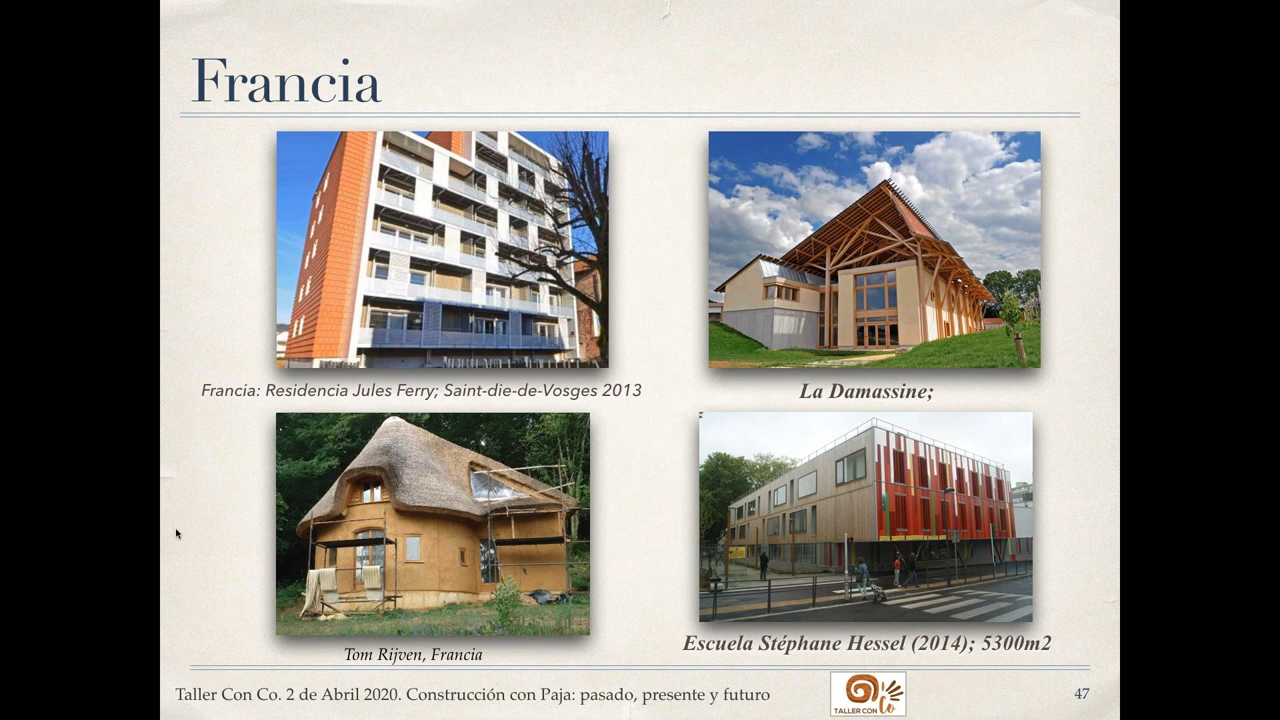 Francia
Francia: Residencia Jules Ferry; Saint-die-de-Vosges 2013
La Damassine;
Tom Rijven, Francia
Escuela Stéphane Hessel (2014); 5300m2
Taller Con Co. 2 de Abril 2020. Construcción con Paja: pasado, presente y futuro
TALLER CON Co
47